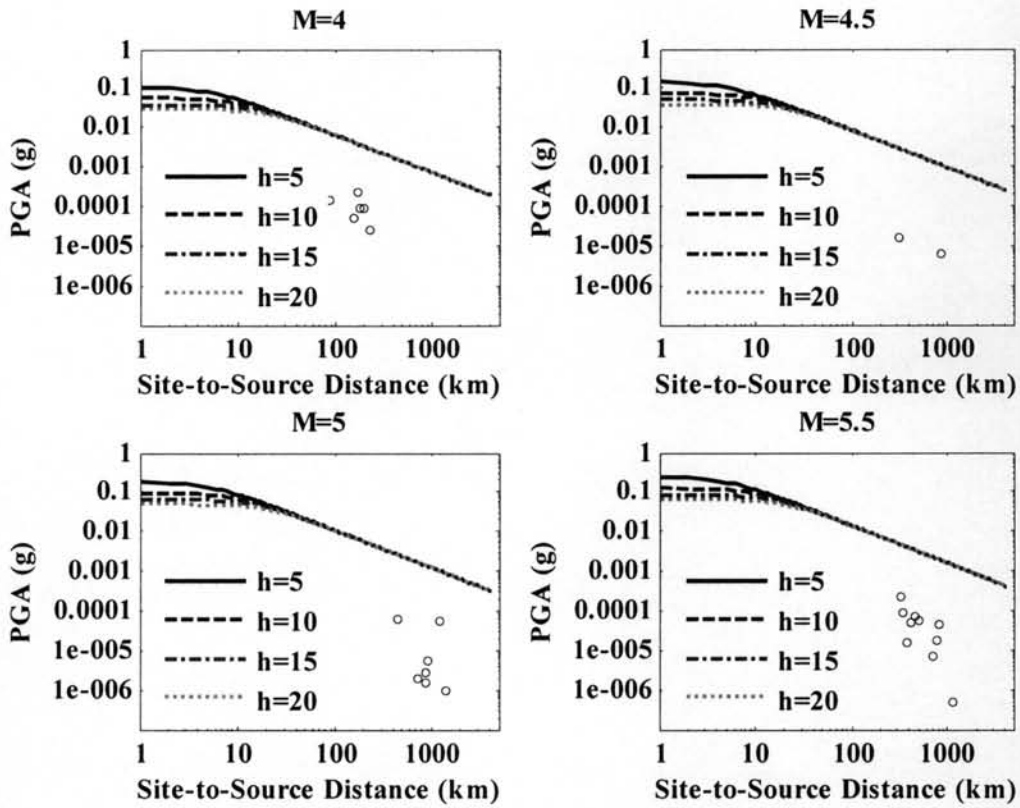 M=4
1
0.1
0.01
0.001
0.0001
1e-005
1e-006
PGA (g)
h=5
h=10
h=15
h=20
1 10 100 1000
Site-to-Source Distance (km)
M=4.5
1
0.1
0.01
0.001
0.0001
1e-005
1e-006
PGA (g)
h=5
h=10
h=15
h=20
1 10 100 1000
Site-to-Source Distance (km)
M=5
1
0.1
0.01
0.001
0.0001
1e-005
1e-006
PGA (g)
h=5
h=10
h=15
h=20
1 10 100 1000
Site-to-Source Distance (km)
M=5.5
1
0.1
0.01
0.001
0.0001
1e-005
1e-006
PGA (g)
h=5
h=10
h=15
h=20
1 10 100 1000
Site-to-Source Distance (km)